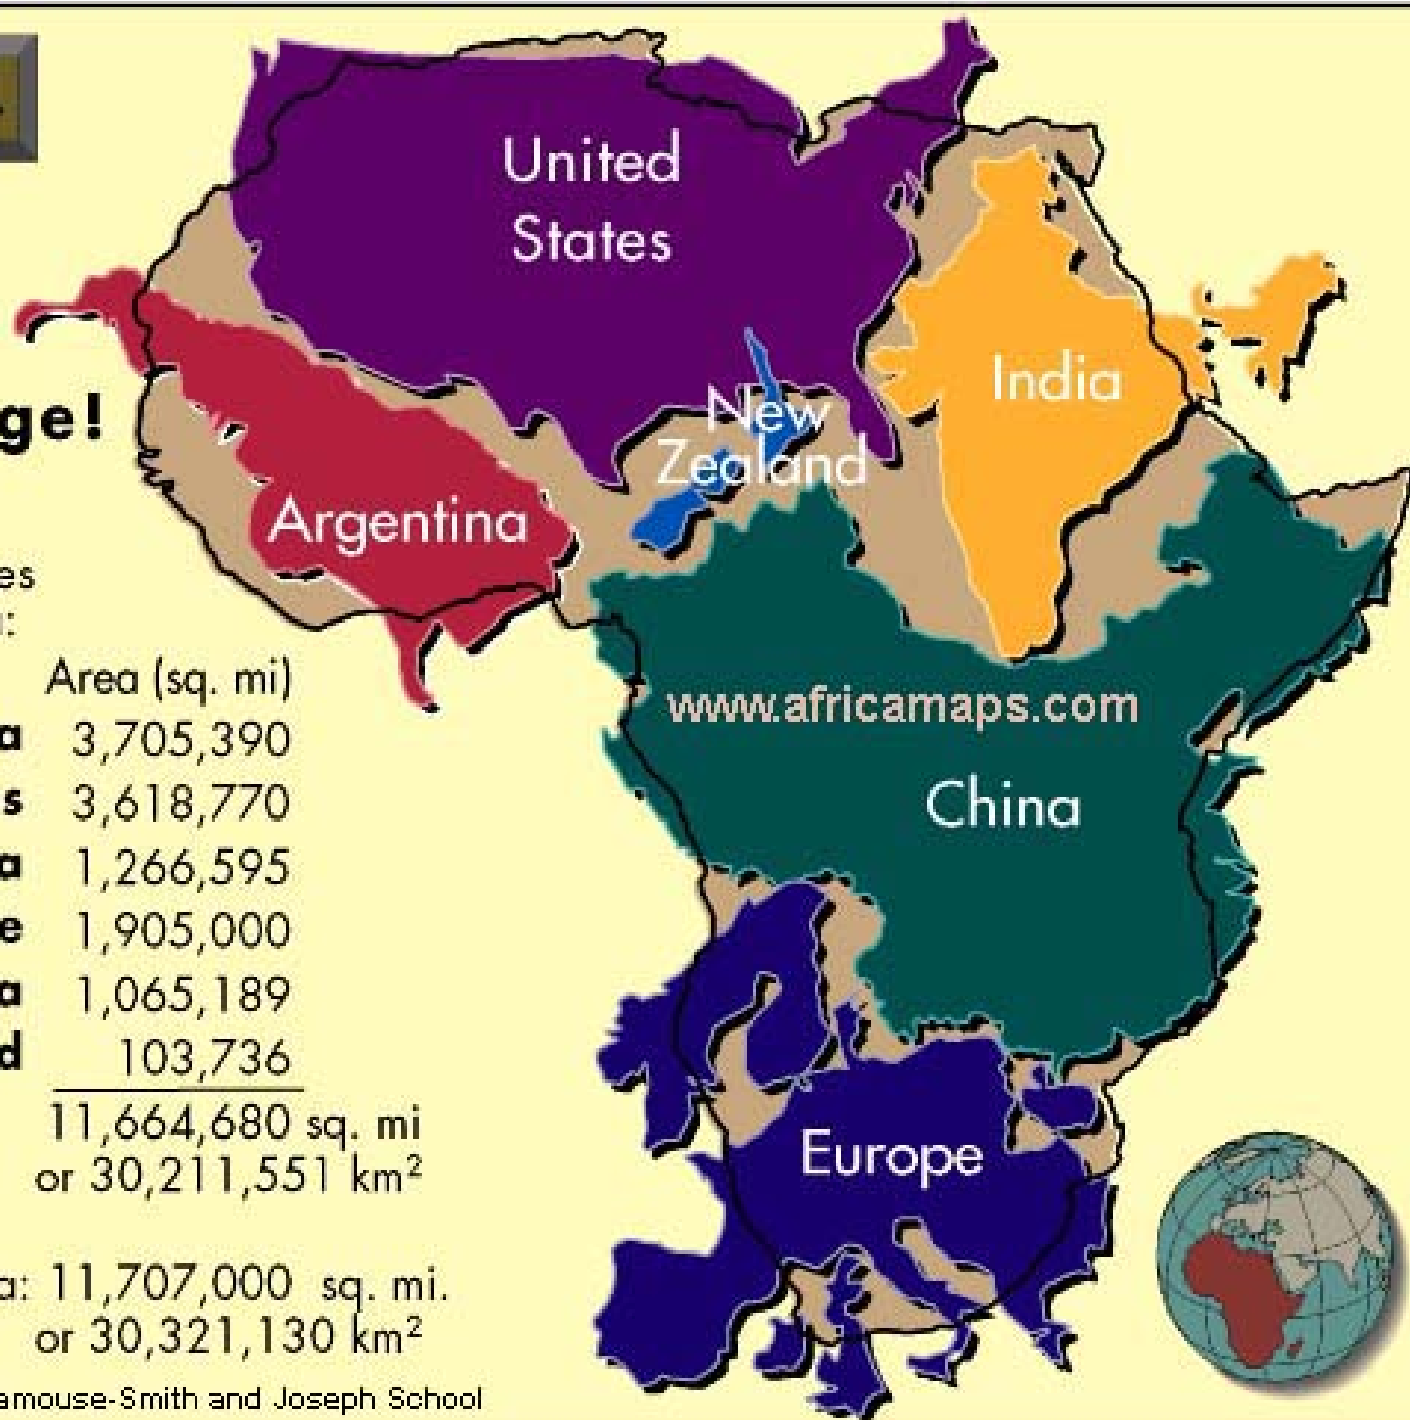 United
States
ge!
India
New
Zealand
Argentina
es
:
Area (sq. mi)
a 3,705,390
s 3,618,770
a 1,266,595
e 1,905,000
a 1,065,189
d 103,736
11,664,680 sq. mi
or 30,211,551 km²
www.africamaps.com
China
Europe
a: 11,707,000 sq. mi.
or 30,321,130 km²
amouse-Smith and Joseph School